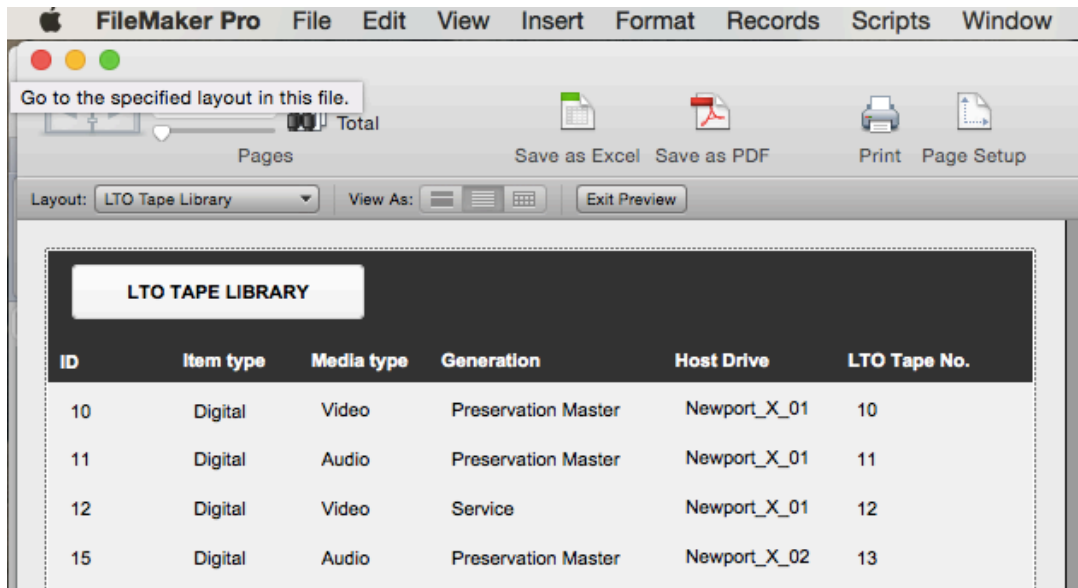 FileMaker Pro File Edit View Insert Format Records Scripts Window
Go to the specified layout in this file.
Total
Pages Save as Excel Save as PDF Print Page Setup
Layout: LTO Tape Library View As: Exit Preview
LTO TAPE LIBRARY
ID Item type Media type Generation Host Drive LTO Tape No.
10 Digital Video Preservation Master Newport_X_01 10
11 Digital Audio Preservation Master Newport_X_01 11
12 Digital Video Service Newport_X_01 12
15 Digital Audio Preservation Master Newport_X_02 13